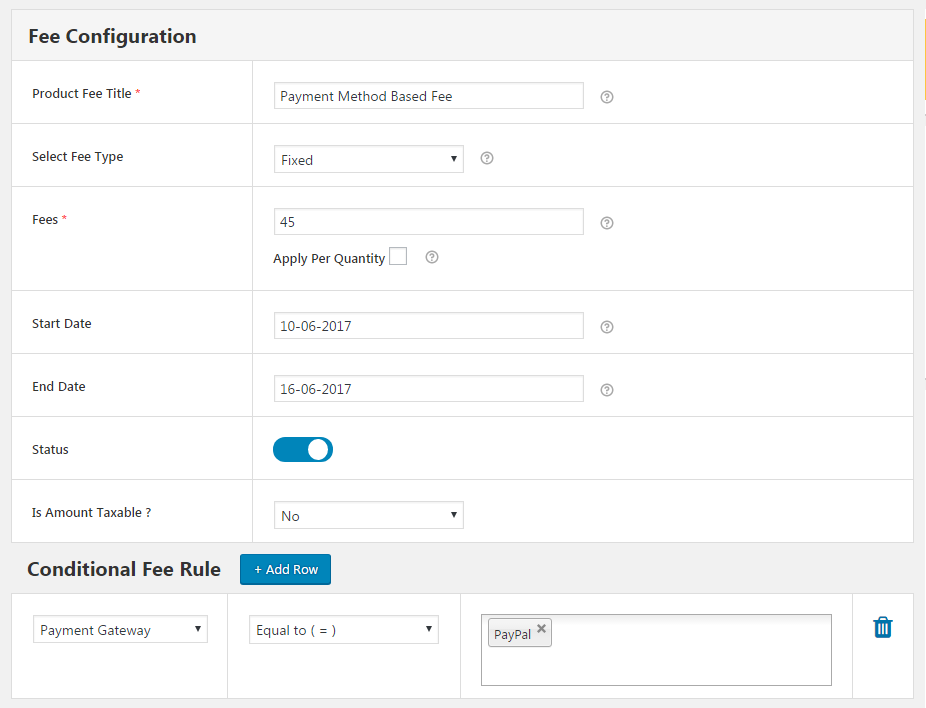 Fee Configuration
Product Fee Title *
Payment Method Based Fee
Select Fee Type
Fixed
Fees *
45
Apply Per Quantity
Start Date
10-06-2017
End Date
16-06-2017
Status
Is Amount Taxable ?
No
Conditional Fee Rule
+ Add Row
Payment Gateway
Equal to ( = )
PayPal